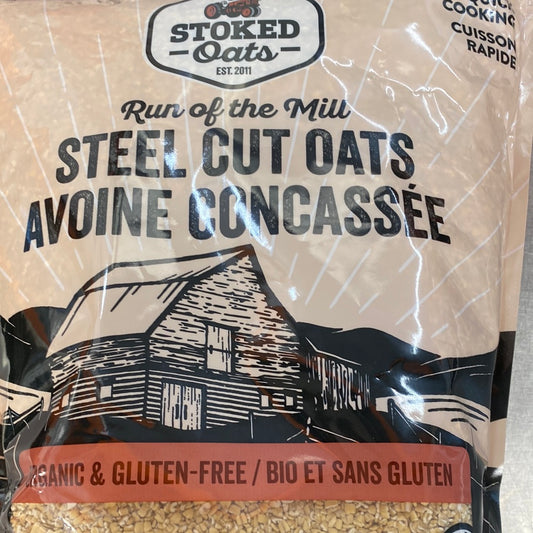 STOKED
Oats
EST. 2011
COOKING
CUISSON
RAPIDE
Run of the Mill
STEEL CUT OATS
AVOINE CONCASSÉE
& GLUTEN-FREE / BIO ET SANS GLUTEN